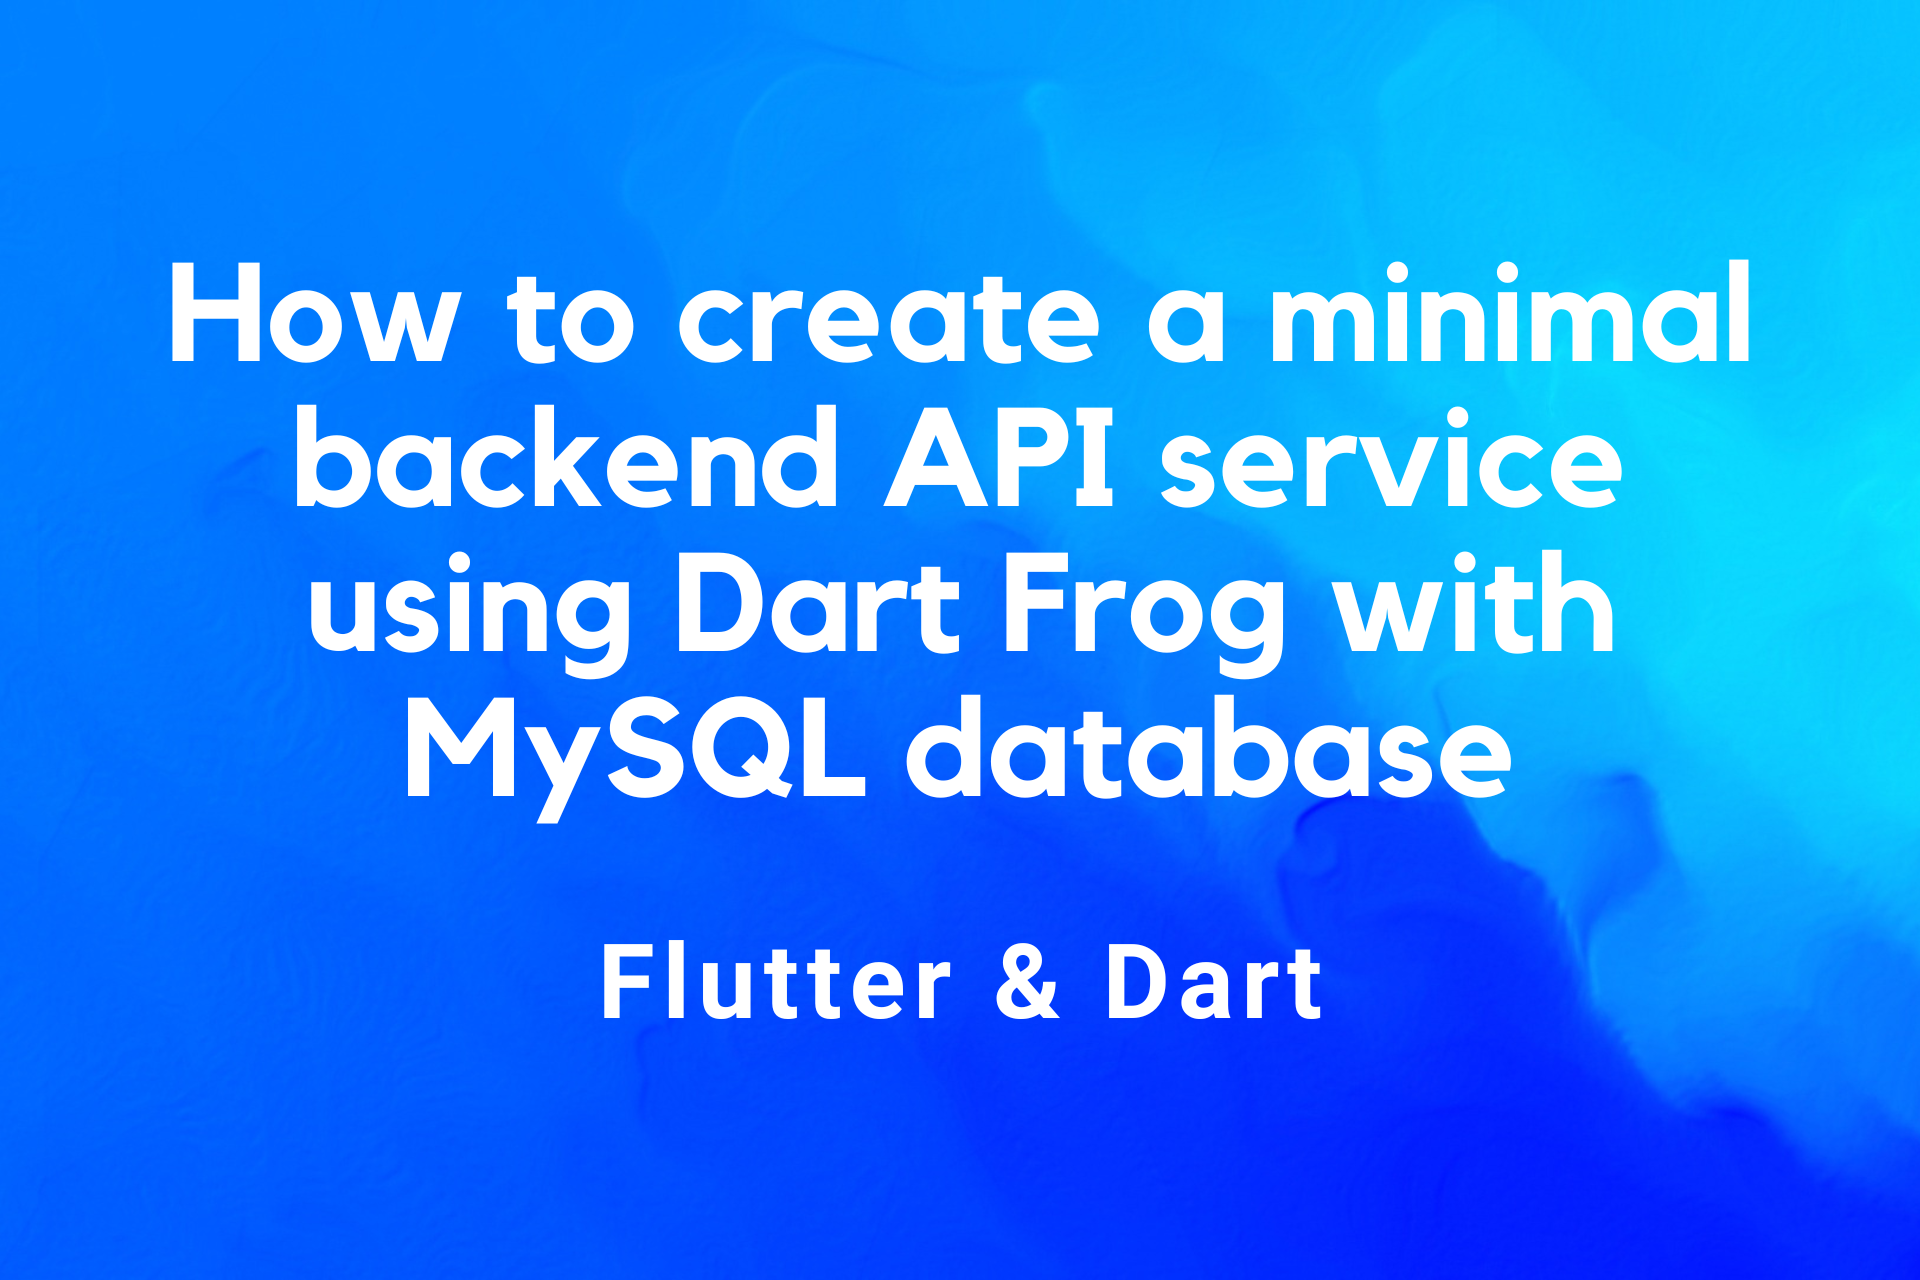 How to create a minimal
backend API service
using Dart Frog with
MySQL database
Flutter & Dart